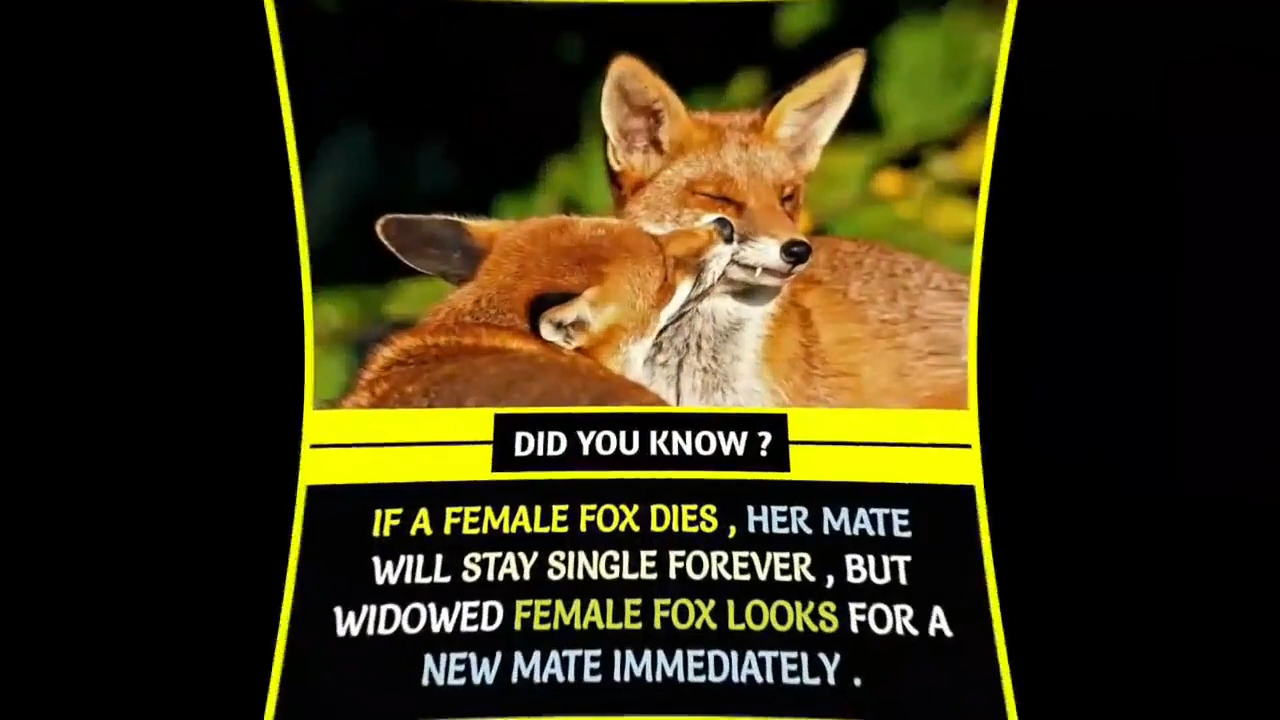 DID YOU KNOW ?
IF A FEMALE FOX DIES , HER MATE
WILL STAY SINGLE FOREVER , BUT
WIDOWED FEMALE FOX LOOKS FOR A
NEW MATE IMMEDIATELY .